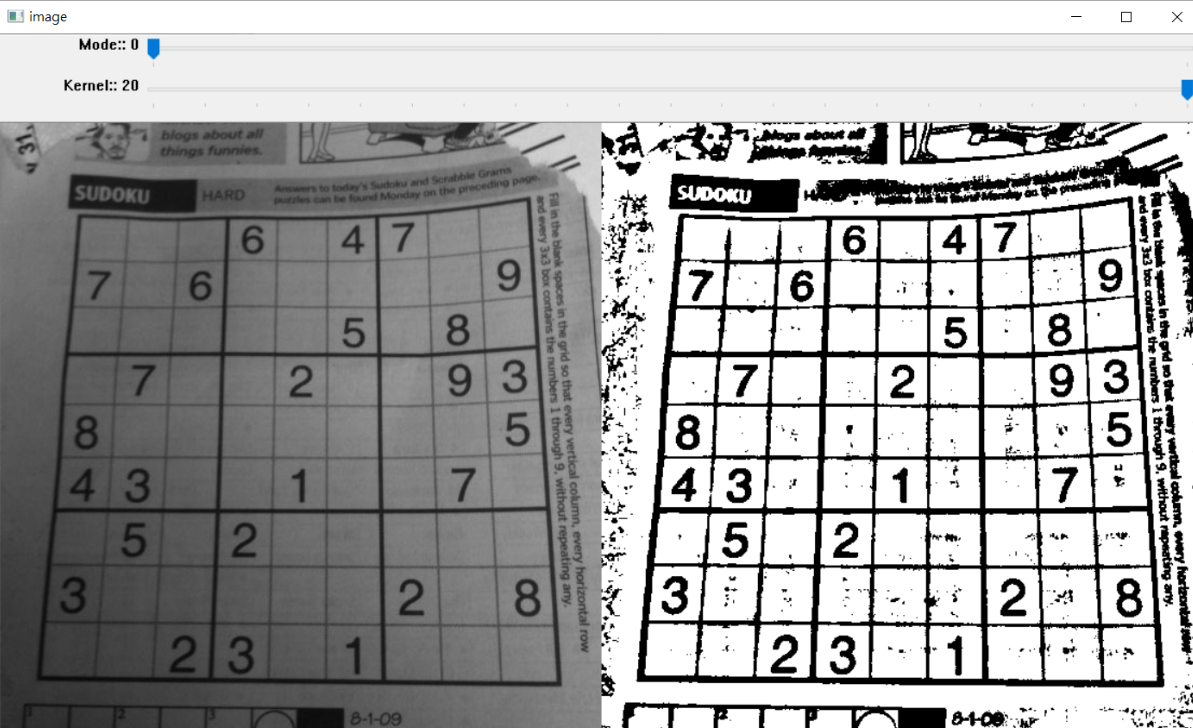 image
Mode:: 0
Kernel:: 20
blogs about all
things funnies.
SUDOKU HARD
Answers to today's Sudoku and Scrabble Grams
puzzles can be found Monday on the preceding page.
6 4 7
7 6 9
5 8
7 2 9 3
8 5
4 3 1 7
5 2
3 2 8
2 3 1
Fill in the blank spaces in the grid so that every vertical column, every horizontal row
and every 3x3 box contains the numbers 1 through 9, without repeating any.
1 2 3
8-1-09
blogs about all
things funnies.
SUDOKU
puzzles can be found Monday on the preceding
6 4 7
7 6 9
5 8
7 2 9 3
8 5
4 3 1 7
5 2
3 2 8
2 3 1
Fill in the blank spaces in the grid so that every vertical column, every horizontal row
and every 3x3 box contains the numbers 1 through 9, without repeating any.
2
8-1-09